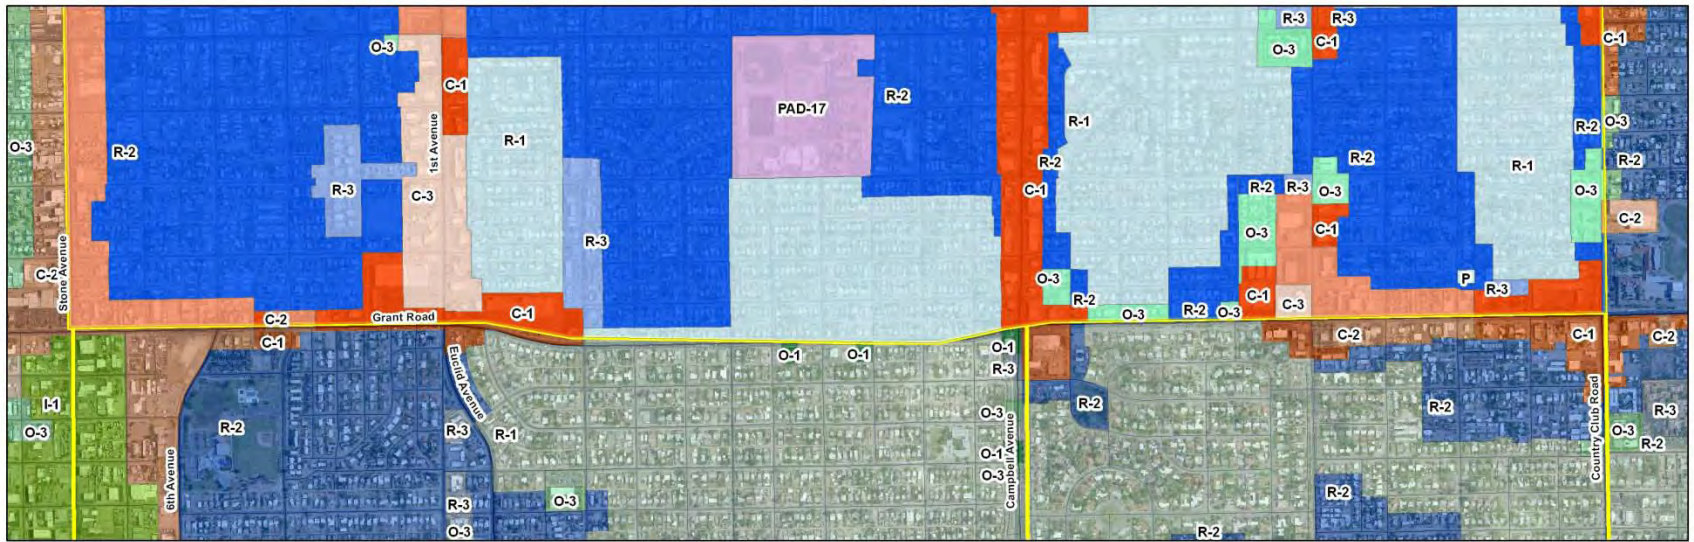 R-3
R-3
C-1
O-3
C-1
C-1
O-3
C-1
PAD-17
R-2
R-1
O-3
R-2
1st Avenue
R-1
R-2
O-3
R-2
R-2
R-2
R-1
R-3
C-3
C-1
R-2
R-3
O-3
O-3
C-2
R-3
O-3
C-1
Stone Avenue
C-2
O-3
P
R-2
C-1
C-3
R-3
C-2
Grant Road
C-1
O-3
R-2
O-3
C-1
Euclid Avenue
O-1
O-1
O-1
C-2
C-1
C-2
R-3
I-1
O-3
R-2
R-3
R-1
O-3
R-2
R-2
R-3
O-3
R-2
6th Avenue
O-1
Campbell Avenue
Country Club Road
O-3
R-3
O-3
R-2
O-3
R-2